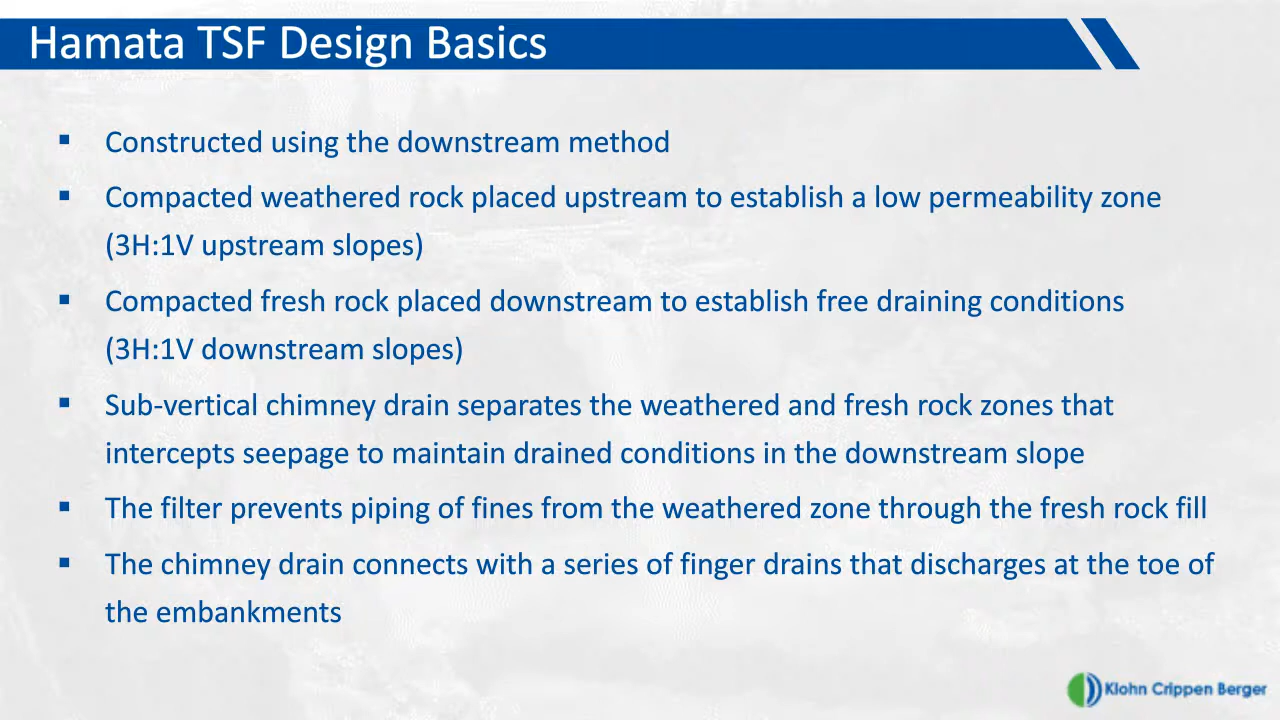 Hamata TSF Design Basics
▪ Constructed using the downstream method
▪ Compacted weathered rock placed upstream to establish a low permeability zone
(3H:1V upstream slopes)
▪ Compacted fresh rock placed downstream to establish free draining conditions
(3H:1V downstream slopes)
▪ Sub-vertical chimney drain separates the weathered and fresh rock zones that
intercepts seepage to maintain drained conditions in the downstream slope
▪ The filter prevents piping of fines from the weathered zone through the fresh rock fill
▪ The chimney drain connects with a series of finger drains that discharges at the toe of
the embankments
Klohn Crippen Berger